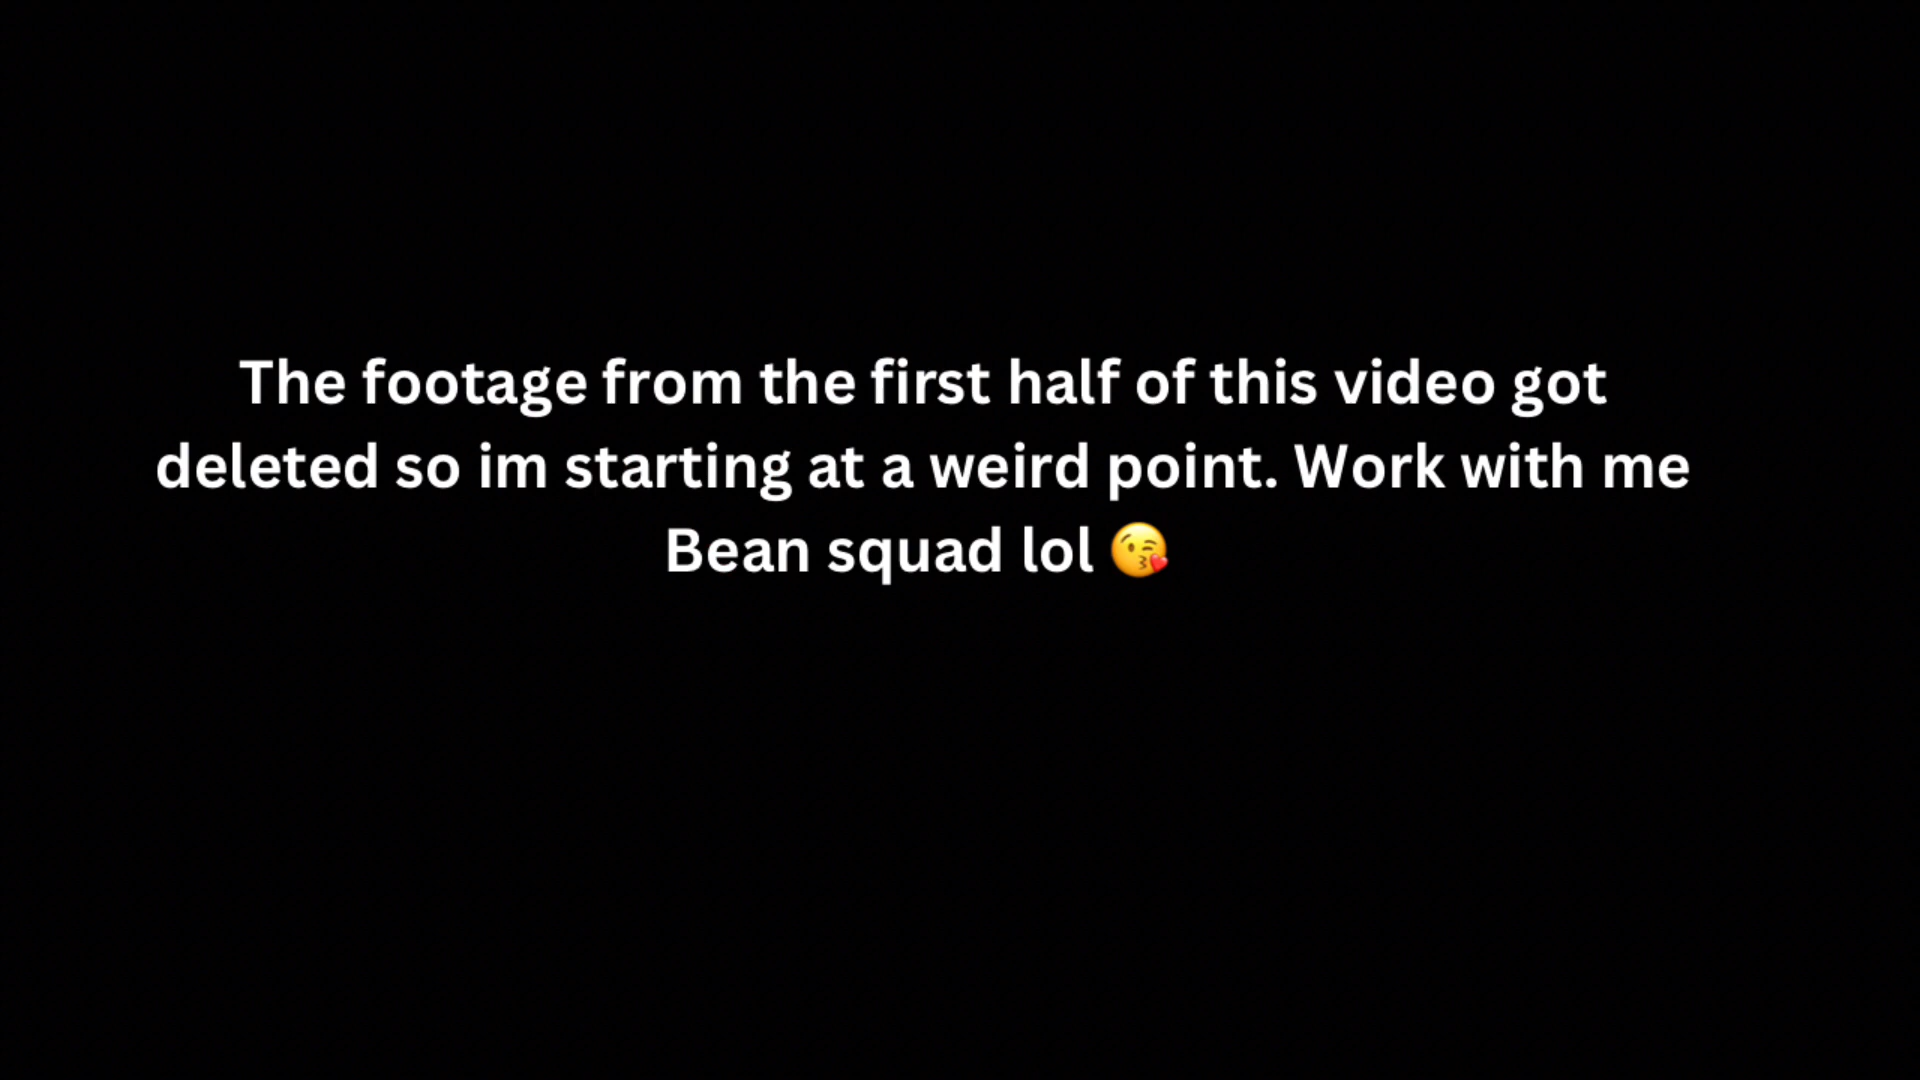 The footage from the first half of this video got
deleted so im starting at a weird point. Work with me
Bean squad lol 😘